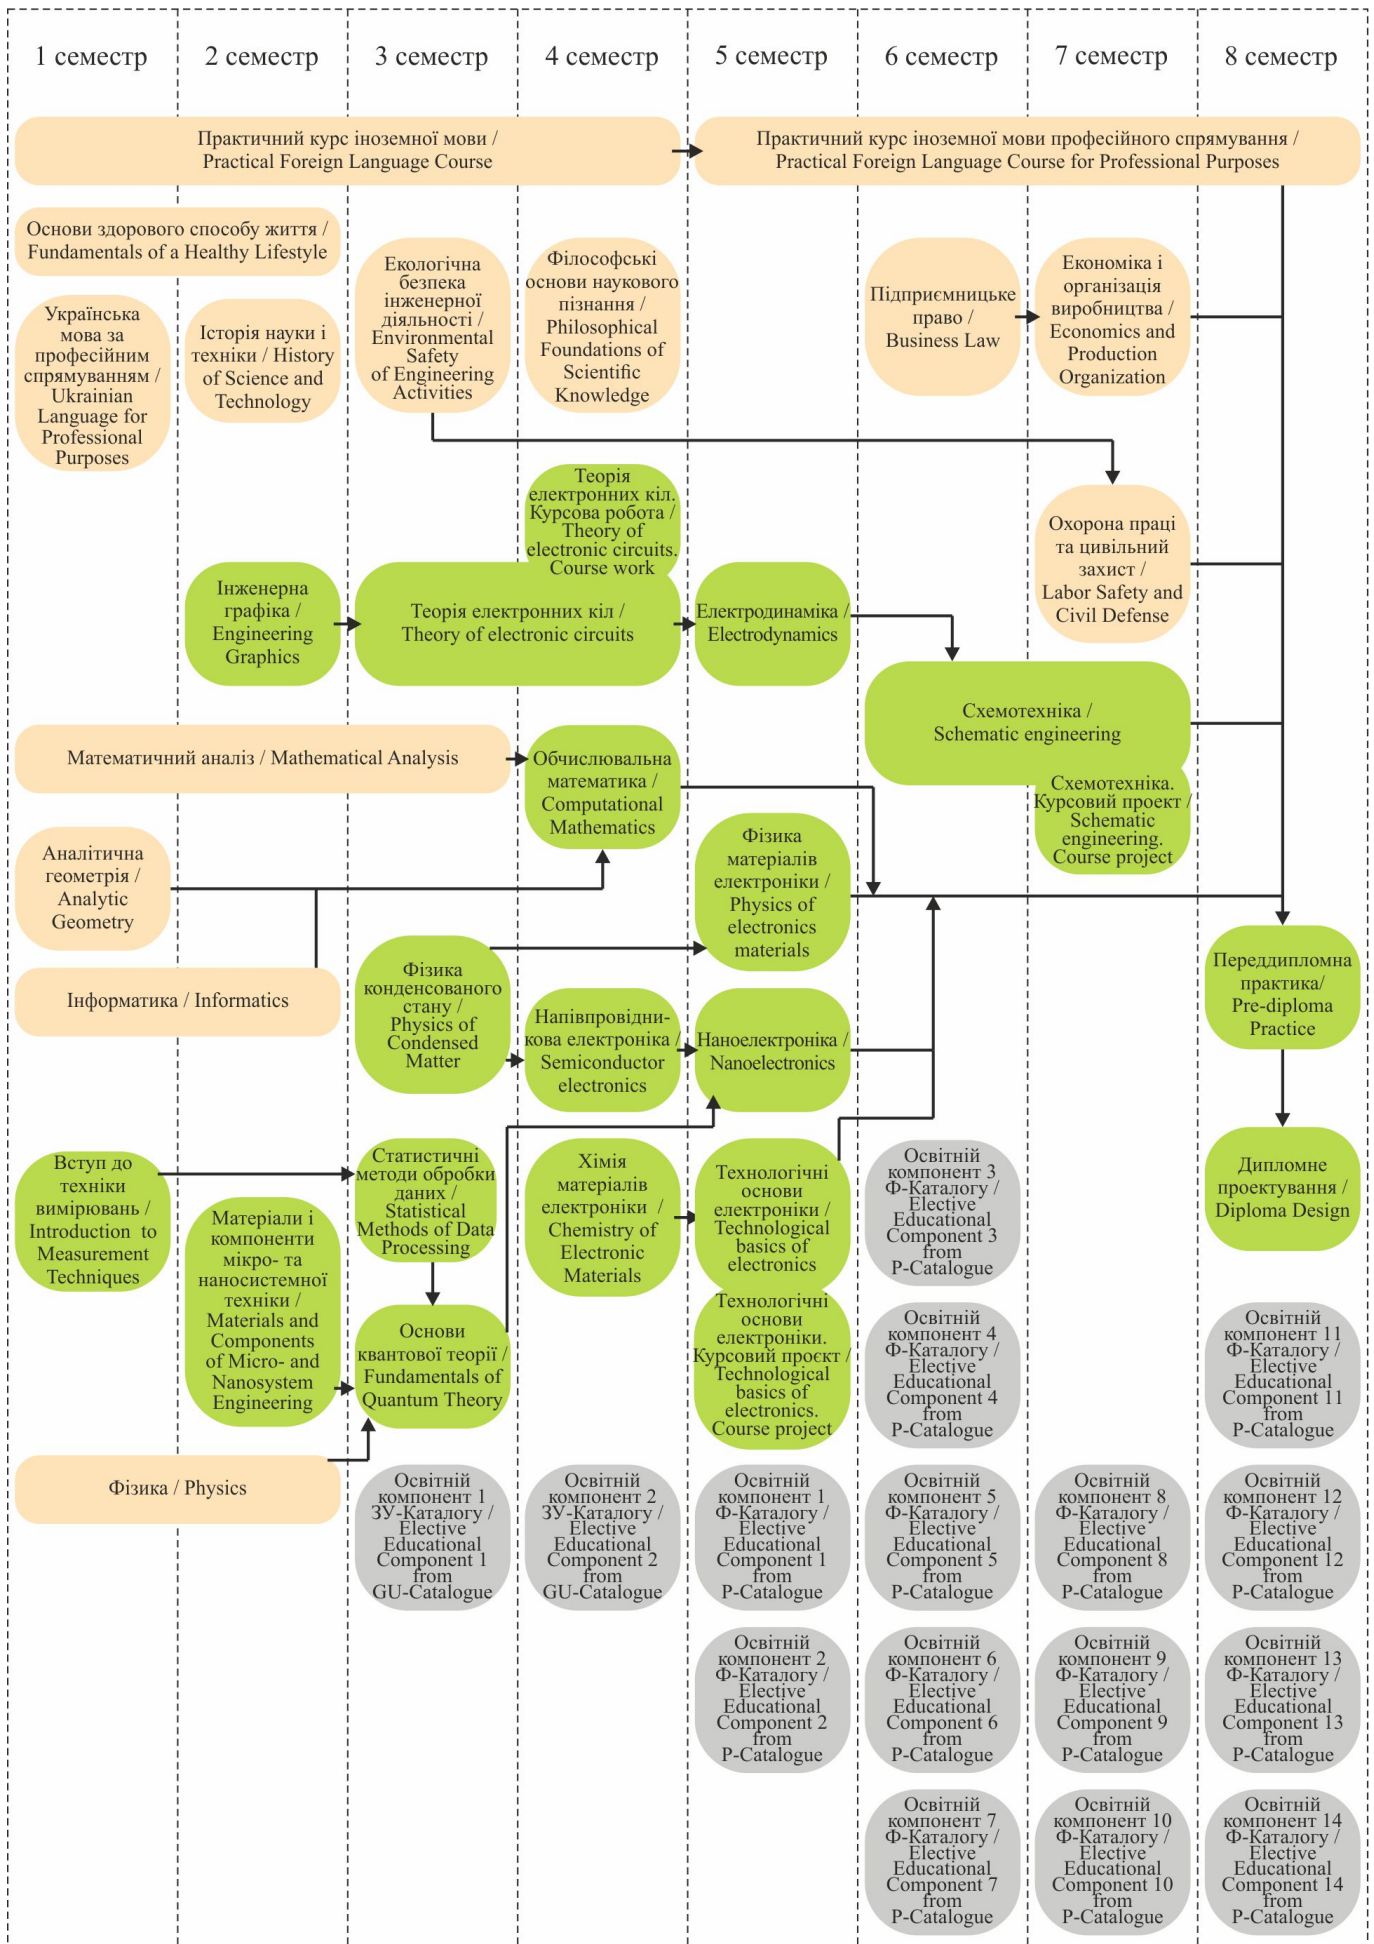 1 семестр
2 семестр
3 семестр
4 семестр
5 семестр
6 семестр
7 семестр
8 семестр
Практичний курс іноземної мови /
Practical Foreign Language Course
Практичний курс іноземної мови професійного спрямування /
Practical Foreign Language Course for Professional Purposes
Основи здорового способу життя /
Fundamentals of a Healthy Lifestyle
Українська
мова за
професійним
спрямуванням /
Ukrainian
Language for
Professional
Purposes
Історія науки і
техніки / History
of Science and
Technology
Екологічна
безпека
інженерної
діяльності /
Environmental
Safety
of Engineering
Activities
Філософські
основи наукового
пізнання /
Philosophical
Foundations of
Scientific
Knowledge
Підприємницьке
право /
Business Law
Економіка і
організація
виробництва /
Economics and
Production
Organization
Теорія
електронних кіл.
Курсова робота /
Theory of
electronic circuits.
Course work
Охорона праці
та цивільний
захист /
Labor Safety and
Civil Defense
Інженерна
графіка /
Engineering
Graphics
Теорія електронних кіл /
Theory of electronic circuits
Електродинаміка /
Electrodynamics
Схемотехніка /
Schematic engineering
Схемотехніка.
Курсовий проект /
Schematic
engineering.
Course project
Математичний аналіз / Mathematical Analysis
Обчислювальна
математика /
Computational
Mathematics
Аналітична
геометрія /
Analytic
Geometry
Фізика
матеріалів
електроніки /
Physics of
electronics
materials
Інформатика / Informatics
Фізика
конденсованого
стану /
Physics of
Condensed
Matter
Напівпровідни-
кова електроніка /
Semiconductor
electronics
Наноелектроніка /
Nanoelectronics
Переддипломна
практика/
Pre-diploma
Practice
Вступ до
техніки
вимірювань /
Introduction to
Measurement
Techniques
Матеріали і
компоненти
мікро- та
наносистемної
техніки /
Materials and
Components
of Micro- and
Nanosystem
Engineering
Статистичні
методи обробки
даних /
Statistical
Methods of Data
Processing
Основи
квантової теорії /
Fundamentals of
Quantum Theory
Хімія
матеріалів
електроніки /
Chemistry of
Electronic
Materials
Технологічні
основи
електроніки /
Technological
basics of
electronics
Технологічні
основи
електроніки.
Курсовий проєкт /
Technological
basics of
electronics.
Course project
Освітній
компонент 3
Ф-Каталогу /
Elective
Educational
Component 3
from
P-Catalogue
Дипломне
проектування /
Diploma Design
Освітній
компонент 4
Ф-Каталогу /
Elective
Educational
Component 4
from
P-Catalogue
Освітній
компонент 11
Ф-Каталогу /
Elective
Educational
Component 11
from
P-Catalogue
Фізика / Physics
Освітній
компонент 1
ЗУ-Каталогу /
Elective
Educational
Component 1
from
GU-Catalogue
Освітній
компонент 2
ЗУ-Каталогу /
Elective
Educational
Component 2
from
GU-Catalogue
Освітній
компонент 1
Ф-Каталогу /
Elective
Educational
Component 1
from
P-Catalogue
Освітній
компонент 5
Ф-Каталогу /
Elective
Educational
Component 5
from
P-Catalogue
Освітній
компонент 8
Ф-Каталогу /
Elective
Educational
Component 8
from
P-Catalogue
Освітній
компонент 12
Ф-Каталогу /
Elective
Educational
Component 12
from
P-Catalogue
Освітній
компонент 2
Ф-Каталогу /
Elective
Educational
Component 2
from
P-Catalogue
Освітній
компонент 6
Ф-Каталогу /
Elective
Educational
Component 6
from
P-Catalogue
Освітній
компонент 9
Ф-Каталогу /
Elective
Educational
Component 9
from
P-Catalogue
Освітній
компонент 13
Ф-Каталогу /
Elective
Educational
Component 13
from
P-Catalogue
Освітній
компонент 7
Ф-Каталогу /
Elective
Educational
Component 7
from
P-Catalogue
Освітній
компонент 10
Ф-Каталогу /
Elective
Educational
Component 10
from
P-Catalogue
Освітній
компонент 14
Ф-Каталогу /
Elective
Educational
Component 14
from
P-Catalogue